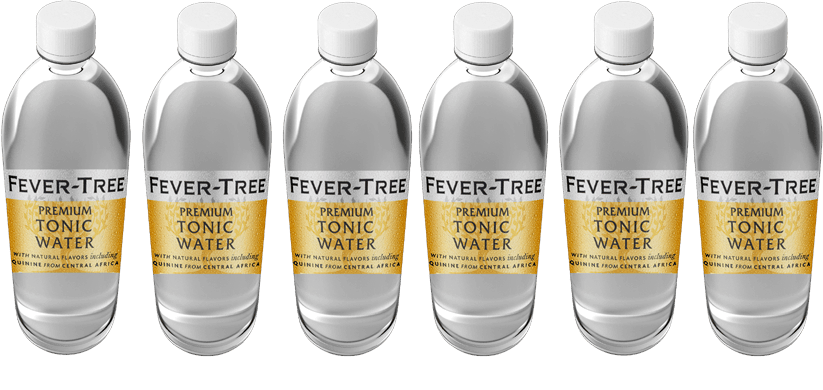 FEVER-TREE
PREMIUM
TONIC
WATER
WITH NATURAL FLAVORS including
QUININE FROM CENTRAL AFRICA
FEVER-TREE
PREMIUM
TONIC
WATER
WITH NATURAL FLAVORS including
QUININE FROM CENTRAL AFRICA
FEVER-TREE
PREMIUM
TONIC
WATER
WITH NATURAL FLAVORS including
QUININE FROM CENTRAL AFRICA
FEVER-TREE
PREMIUM
TONIC
WATER
WITH NATURAL FLAVORS including
QUININE FROM CENTRAL AFRICA
FEVER-TREE
PREMIUM
TONIC
WATER
WITH NATURAL FLAVORS including
QUININE FROM CENTRAL AFRICA
FEVER-TREE
PREMIUM
TONIC
WATER
WITH NATURAL FLAVORS including
QUININE FROM CENTRAL AFRICA